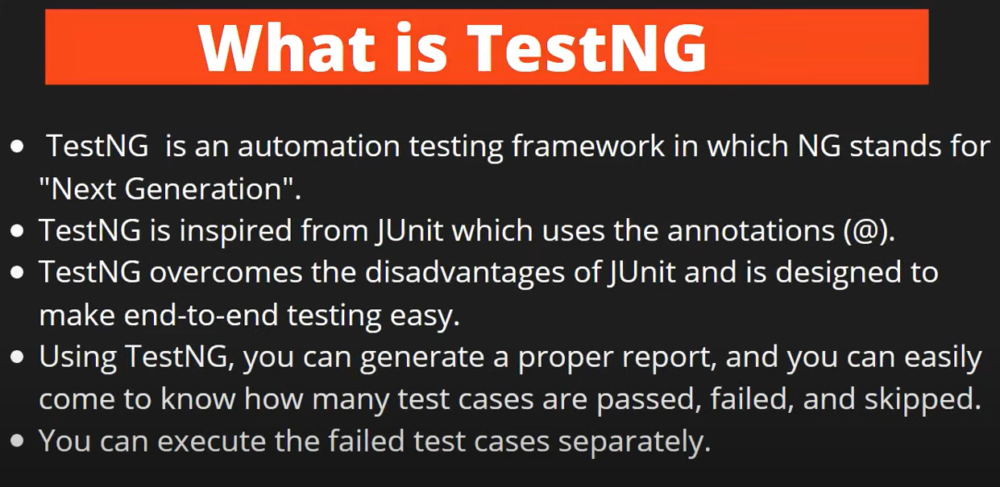 What is TestNG
• TestNG is an automation testing framework in which NG stands for
"Next Generation".
• TestNG is inspired from JUnit which uses the annotations (@).
• TestNG overcomes the disadvantages of JUnit and is designed to
make end-to-end testing easy.
• Using TestNG, you can generate a proper report, and you can easily
come to know how many test cases are passed, failed, and skipped.
• You can execute the failed test cases separately.